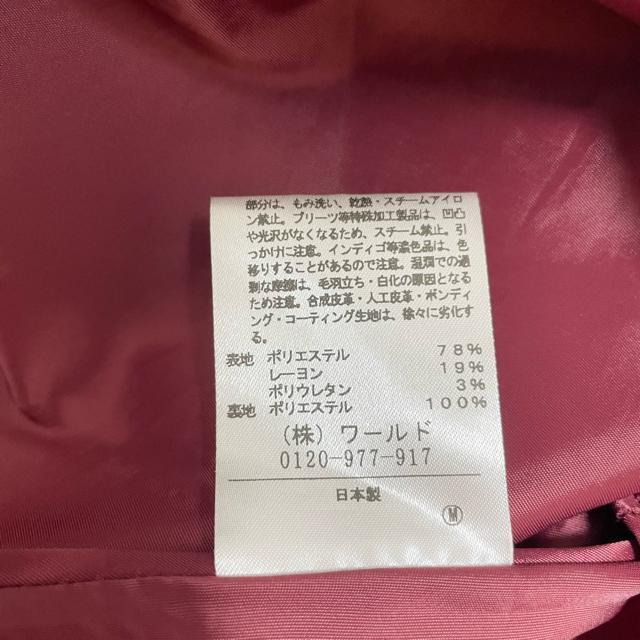 部分は、もみ洗い、乾熱・スチームアイロ
ン禁止。プリーツ等特殊加工製品は、凹凸
や光沢がなくなるため、スチーム禁止。引
っかけに注意。インディゴ等濃色品は、色
移りすることがあるので注意。湿潤での過
剰な摩擦は、毛羽立ち・白化の原因となる
ため注意。合成皮革・人工皮革・ボンディ
ング・コーティング生地は、徐々に劣化す
る。
表地 ポリエステル 78%
レーヨン 19%
ポリウレタン 3%
裏地 ポリエステル 100%
(株) ワールド
0120-977-917
日本製
M